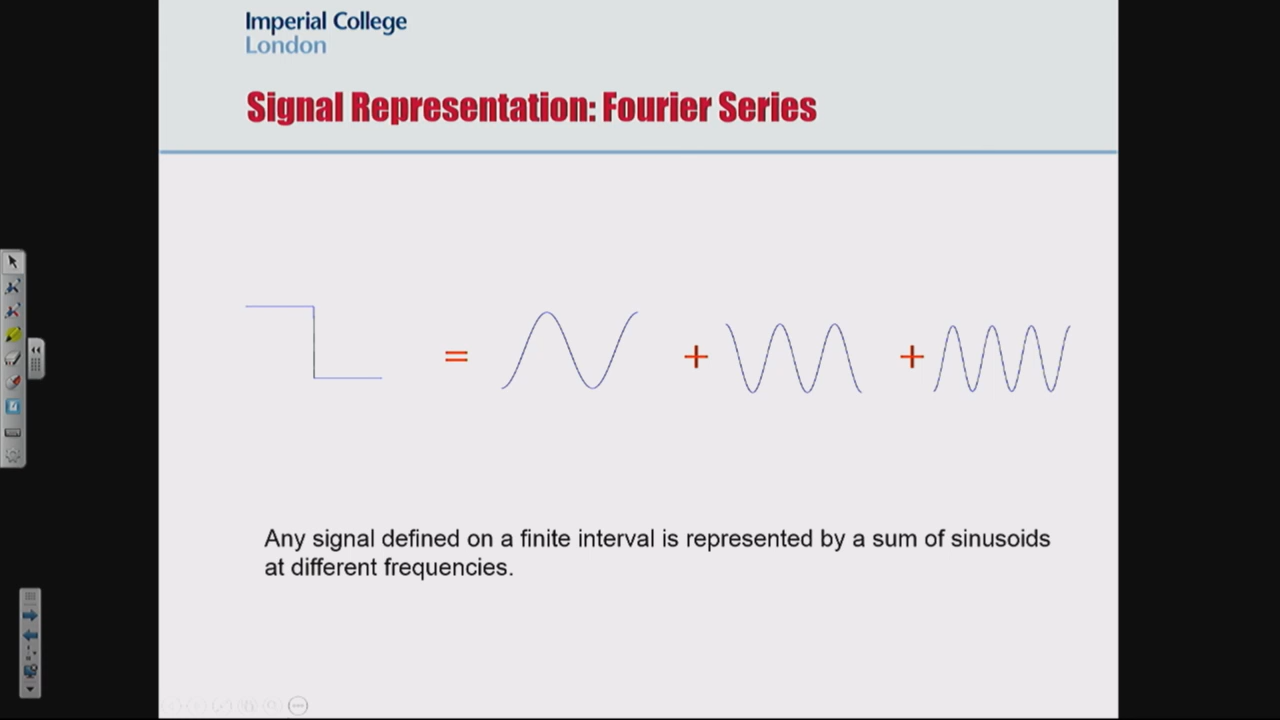 Imperial College
London
Signal Representation: Fourier Series
= + +
Any signal defined on a finite interval is represented by a sum of sinusoids
at different frequencies.